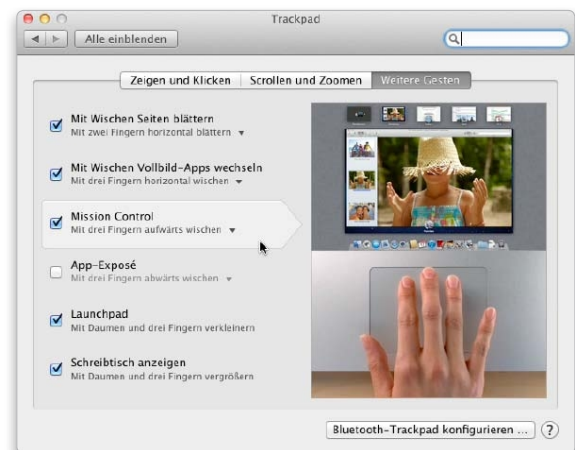 Trackpad
Alle einblenden
Zeigen und Klicken
Scrollen und Zoomen
Weitere Gesten
Mit Wischen Seiten blättern
Mit zwei Fingern horizontal blättern
Mit Wischen Vollbild-Apps wechseln
Mit drei Fingern horizontal wischen
Mission Control
Mit drei Fingern aufwärts wischen
App-Exposé
Mit drei Fingern abwärts wischen
Launchpad
Mit Daumen und drei Fingern verkleinern
Schreibtisch anzeigen
Mit Daumen und drei Fingern vergrößern
Bluetooth-Trackpad konfigurieren ...
?